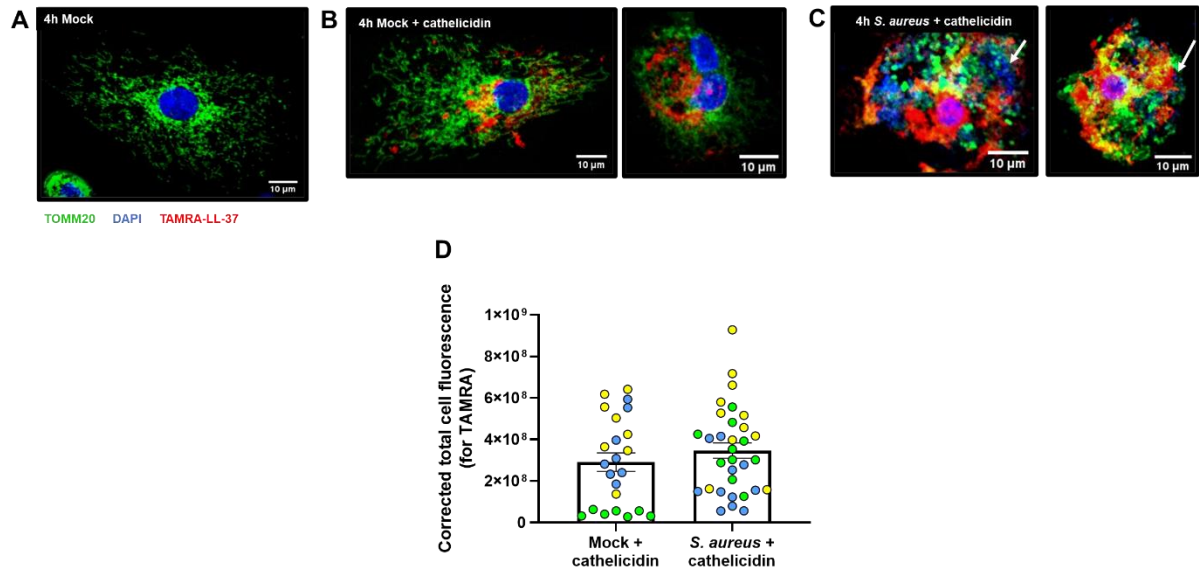 A
4h Mock
10 µm
TOMM20 DAPI TAMRA-LL-37
B
4h Mock + cathelicidin
10 µm
10 µm
C
4h S. aureus + cathelicidin
10 µm
10 µm
D
Corrected total cell fluorescence
(for TAMRA)
1×10⁹
8×10⁸
6×10⁸
4×10⁸
2×10⁸
0
Mock +
cathelicidin
S. aureus +
cathelicidin